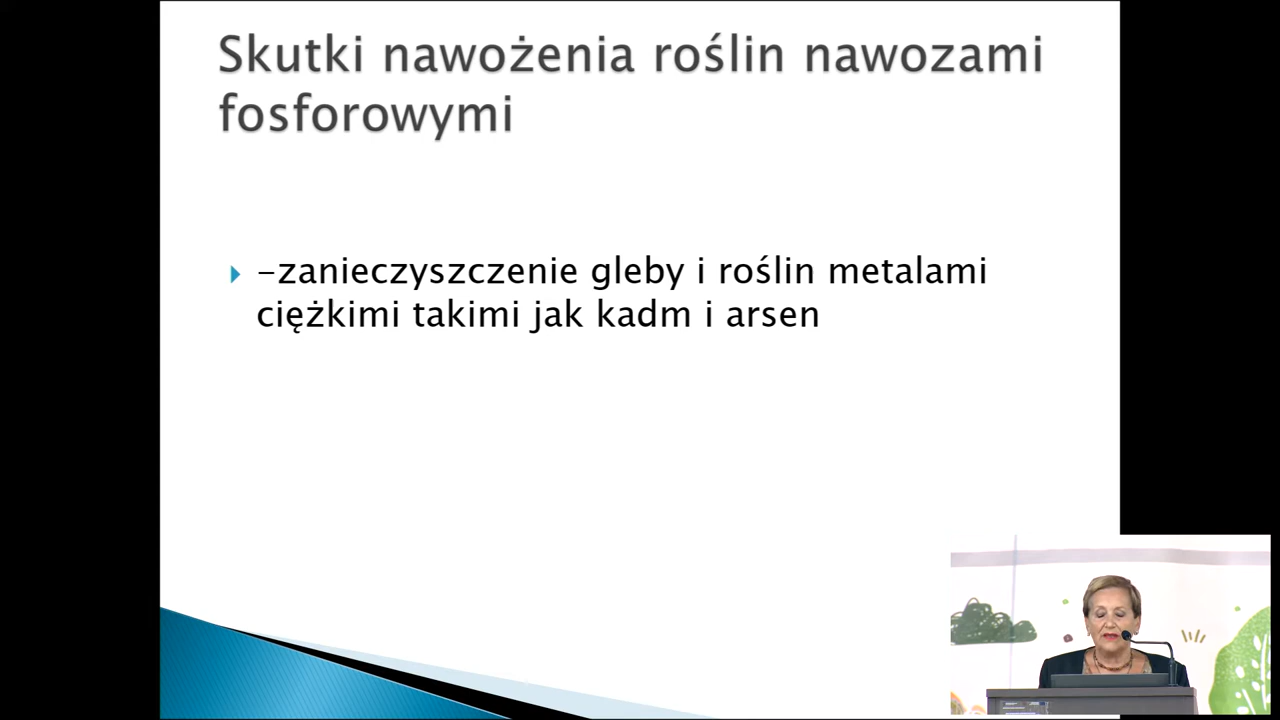 Skutki nawożenia roślin nawozami
fosforowymi
-zanieczyszczenie gleby i roślin metalami
ciężkimi takimi jak kadm i arsen